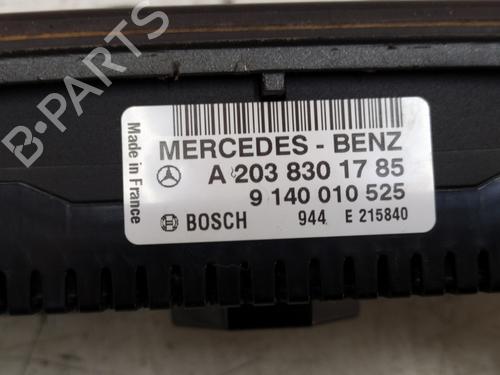 MERCEDES - BENZ
A 203 830 17 85
9 140 010 525
BOSCH 944 E 215840
Made in France
B-PARTS